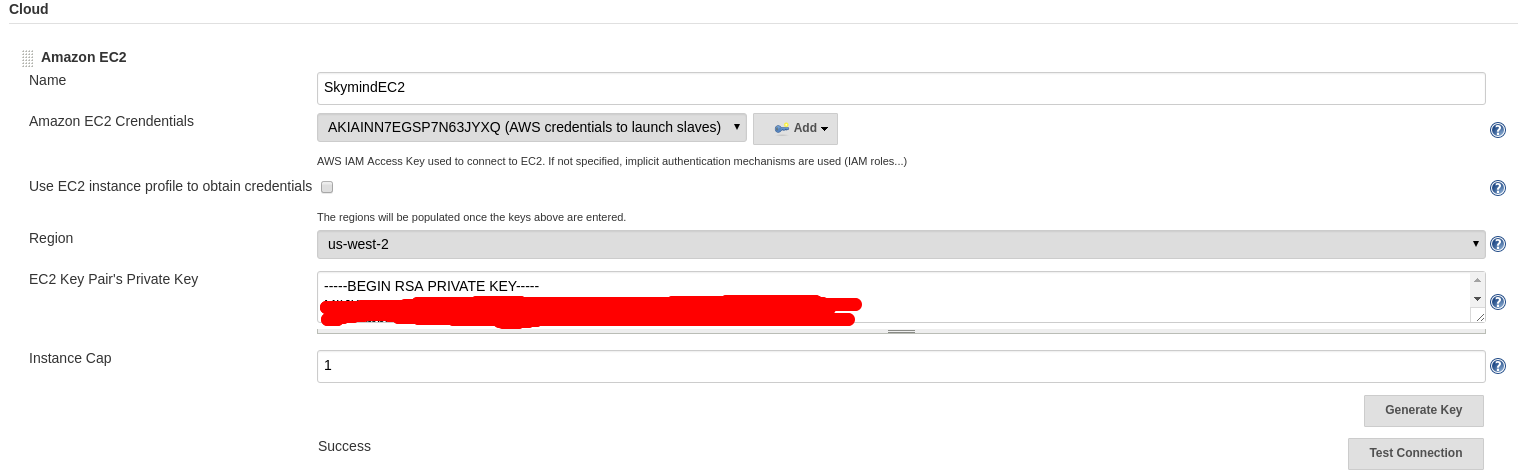 Cloud
Amazon EC2
Name
SkymindEC2
Amazon EC2 Crendentials
AKIAINN7EGSP7N63JYXQ (AWS credentials to launch slaves)
Add
AWS IAM Access Key used to connect to EC2. If not specified, implicit authentication mechanisms are used (IAM roles...)
Use EC2 instance profile to obtain credentials
The regions will be populated once the keys above are entered.
Region
us-west-2
EC2 Key Pair's Private Key
-----BEGIN RSA PRIVATE KEY-----
Instance Cap
1
Generate Key
Success
Test Connection